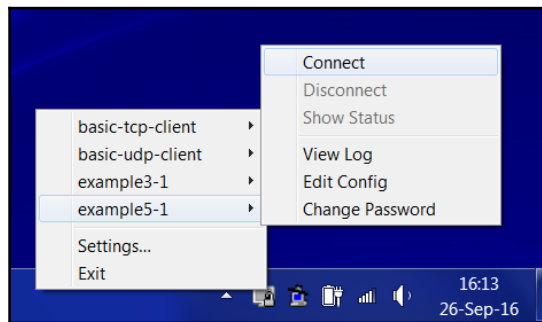 Connect
Disconnect
Show Status
View Log
Edit Config
Change Password
basic-tcp-client
basic-udp-client
example3-1
example5-1
Settings...
Exit
16:13
26-Sep-16